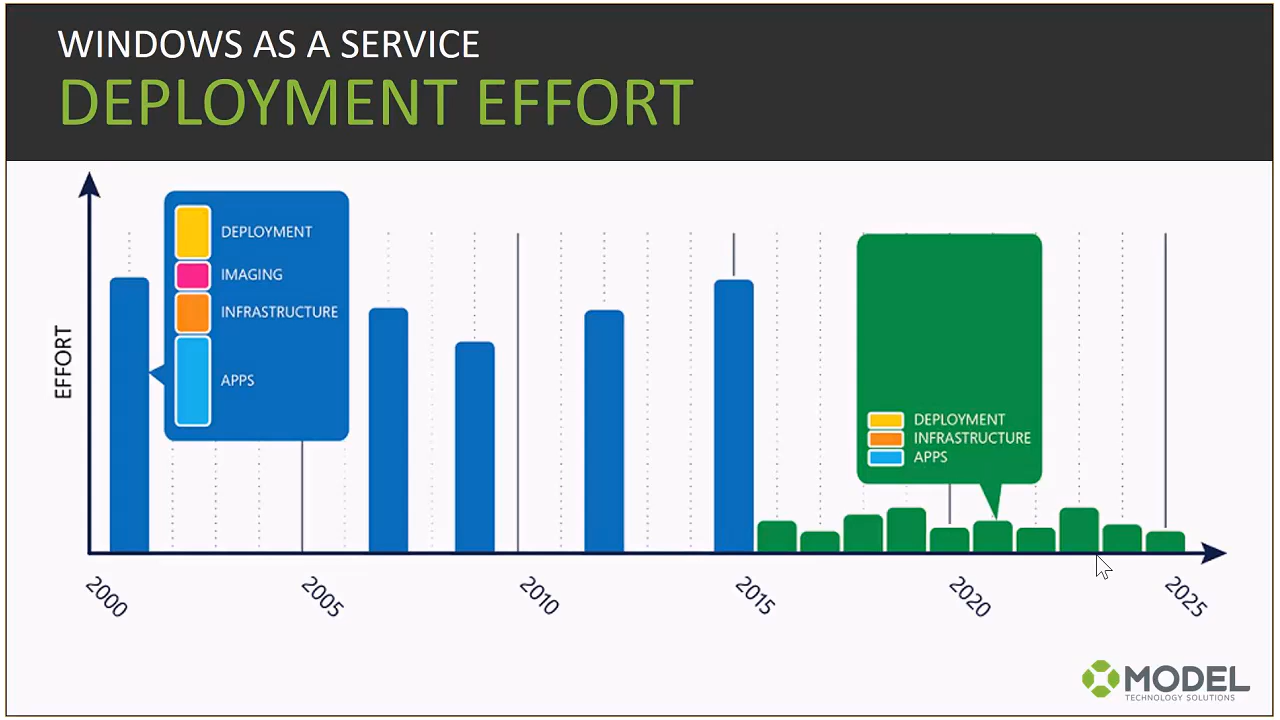 WINDOWS AS A SERVICE
DEPLOYMENT EFFORT
EFFORT
DEPLOYMENT
IMAGING
INFRASTRUCTURE
APPS
DEPLOYMENT
INFRASTRUCTURE
APPS
2000
2005
2010
2015
2020
2025
MODEL
TECHNOLOGY SOLUTIONS